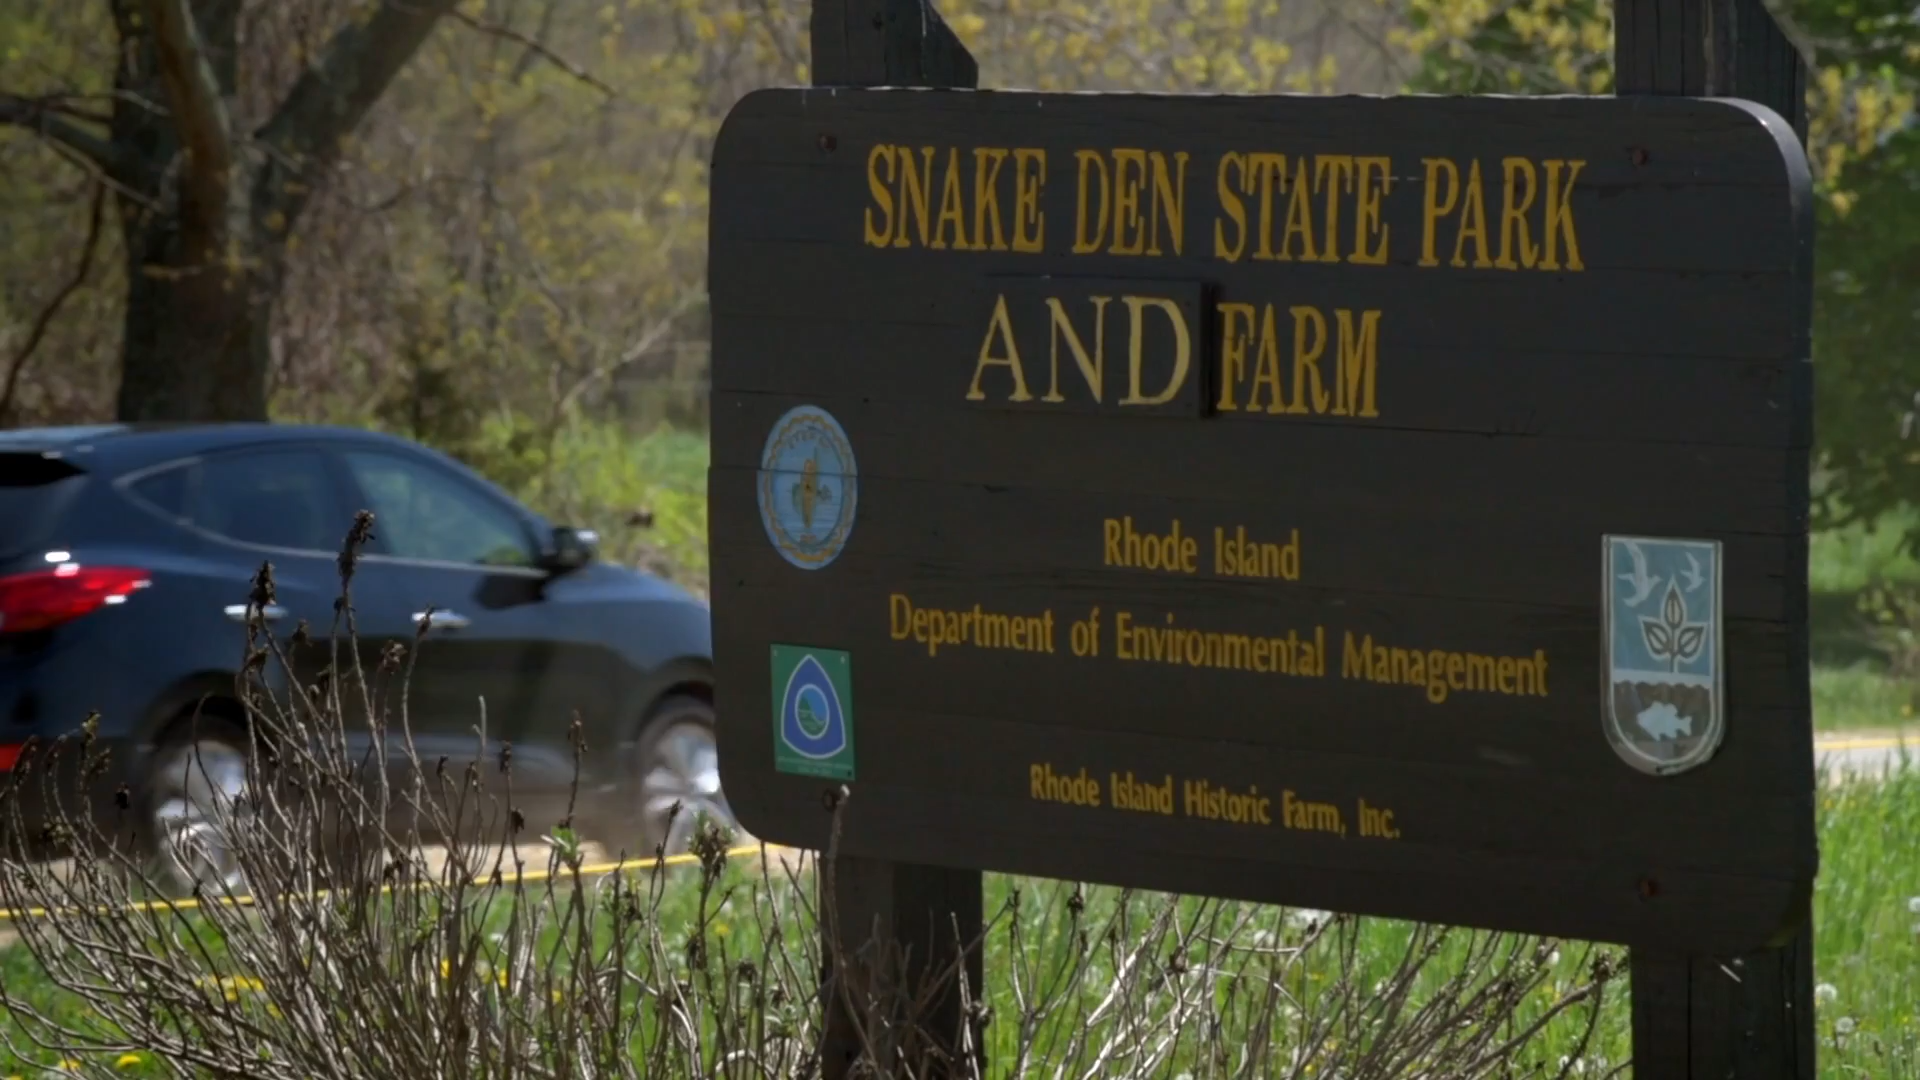 SNAKE DEN STATE PARK
AND FARM
Rhode Island
Department of Environmental Management
Rhode Island Historic Farm, Inc.